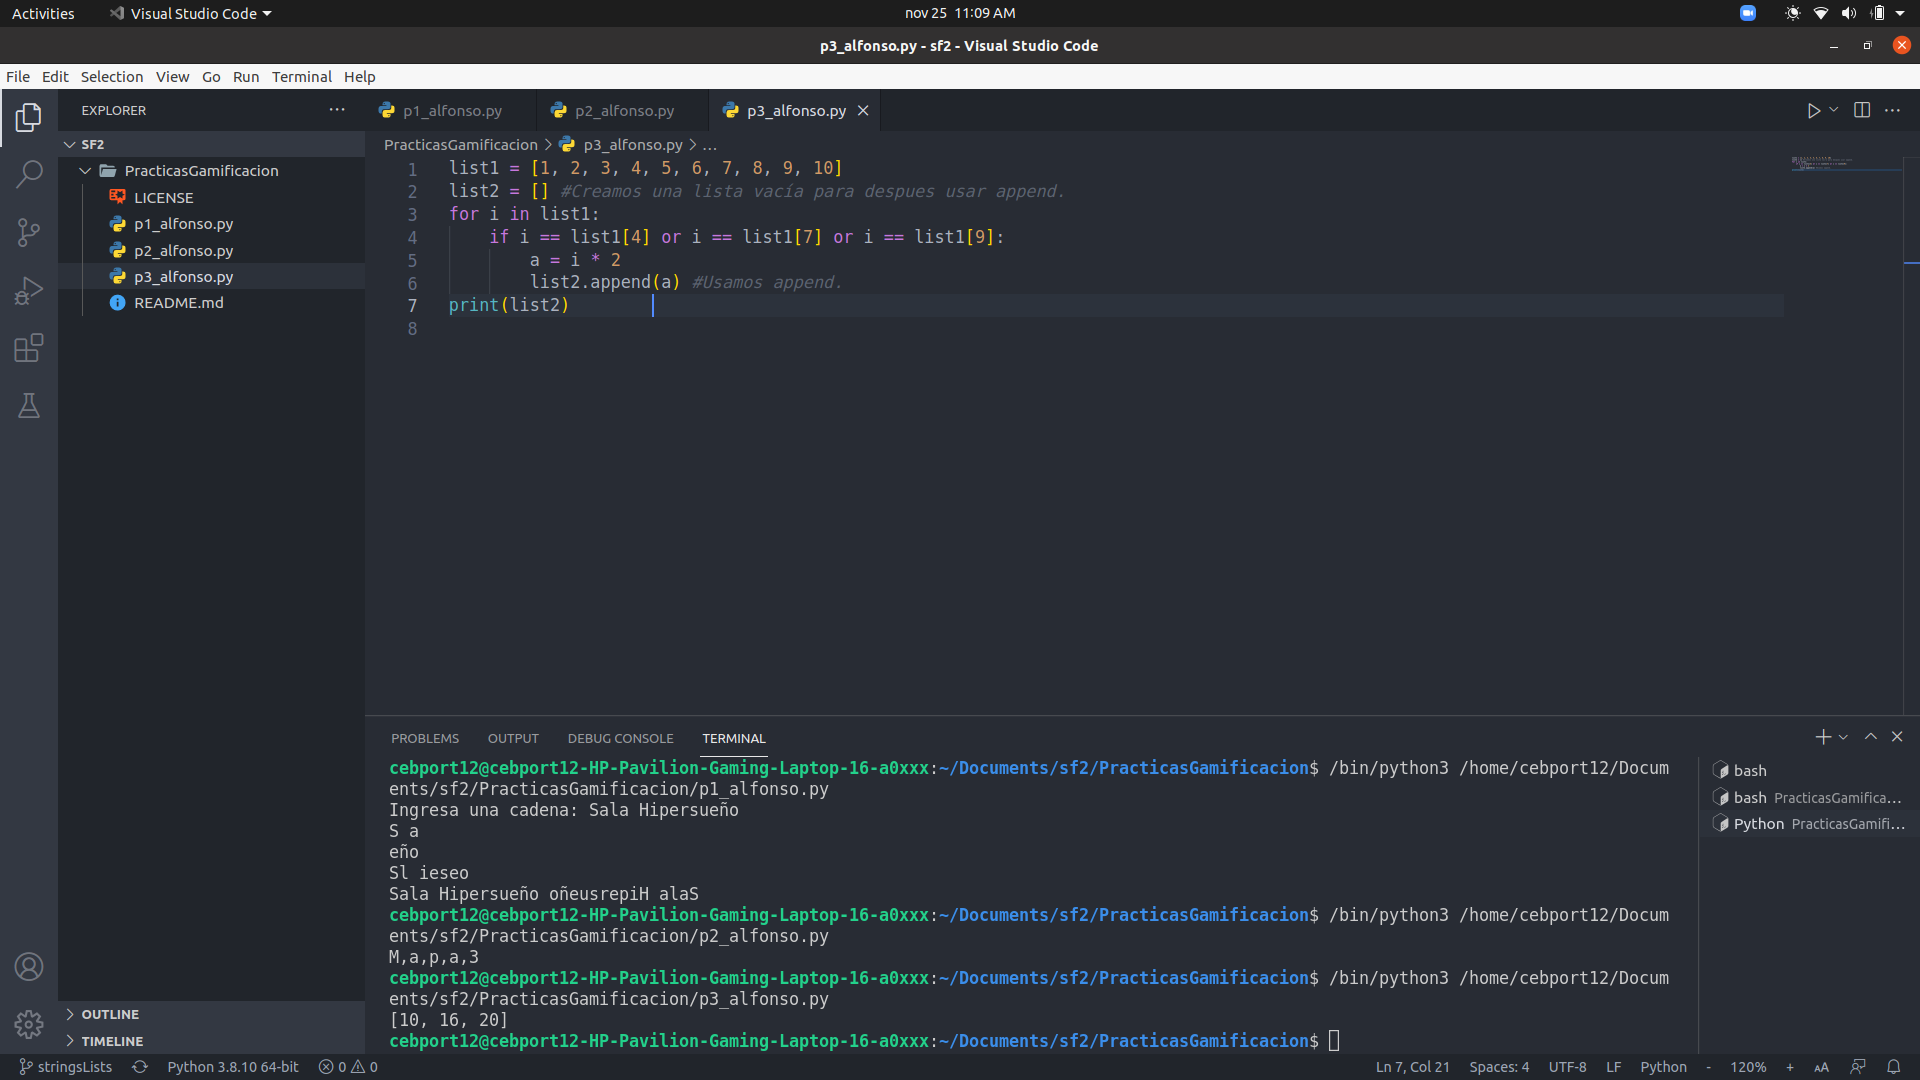 Activities
Visual Studio Code
nov 25 11:09 AM
p3_alfonso.py - sf2 - Visual Studio Code
File Edit Selection View Go Run Terminal Help
EXPLORER
SF2
PracticasGamificacion
LICENSE
p1_alfonso.py
p2_alfonso.py
p3_alfonso.py
README.md
OUTLINE
TIMELINE
p1_alfonso.py
p2_alfonso.py
p3_alfonso.py
PracticasGamificacion > p3_alfonso.py > ...
1 list1 = [1, 2, 3, 4, 5, 6, 7, 8, 9, 10]
2 list2 = [] #Creamos una lista vacía para despues usar append.
3 for i in list1:
4 if i == list1[4] or i == list1[7] or i == list1[9]:
5 a = i * 2
6 list2.append(a) #Usamos append.
7 print(list2)
8
PROBLEMS OUTPUT DEBUG CONSOLE TERMINAL
cebport12@cebport12-HP-Pavilion-Gaming-Laptop-16-a0xxx:~/Documents/sf2/PracticasGamificacion$ /bin/python3 /home/cebport12/Docum
ents/sf2/PracticasGamificacion/p1_alfonso.py
Ingresa una cadena: Sala Hipersueño
S a
eño
Sl ieseo
Sala Hipersueño oñeusrepiH alaS
cebport12@cebport12-HP-Pavilion-Gaming-Laptop-16-a0xxx:~/Documents/sf2/PracticasGamificacion$ /bin/python3 /home/cebport12/Docum
ents/sf2/PracticasGamificacion/p2_alfonso.py
M,a,p,a,3
cebport12@cebport12-HP-Pavilion-Gaming-Laptop-16-a0xxx:~/Documents/sf2/PracticasGamificacion$ /bin/python3 /home/cebport12/Docum
ents/sf2/PracticasGamificacion/p3_alfonso.py
[10, 16, 20]
cebport12@cebport12-HP-Pavilion-Gaming-Laptop-16-a0xxx:~/Documents/sf2/PracticasGamificacion$
bash
bash PracticasGamifica...
Python PracticasGamifi...
stringsLists Python 3.8.10 64-bit 0 0
Ln 7, Col 21 Spaces: 4 UTF-8 LF Python - 120% + AA